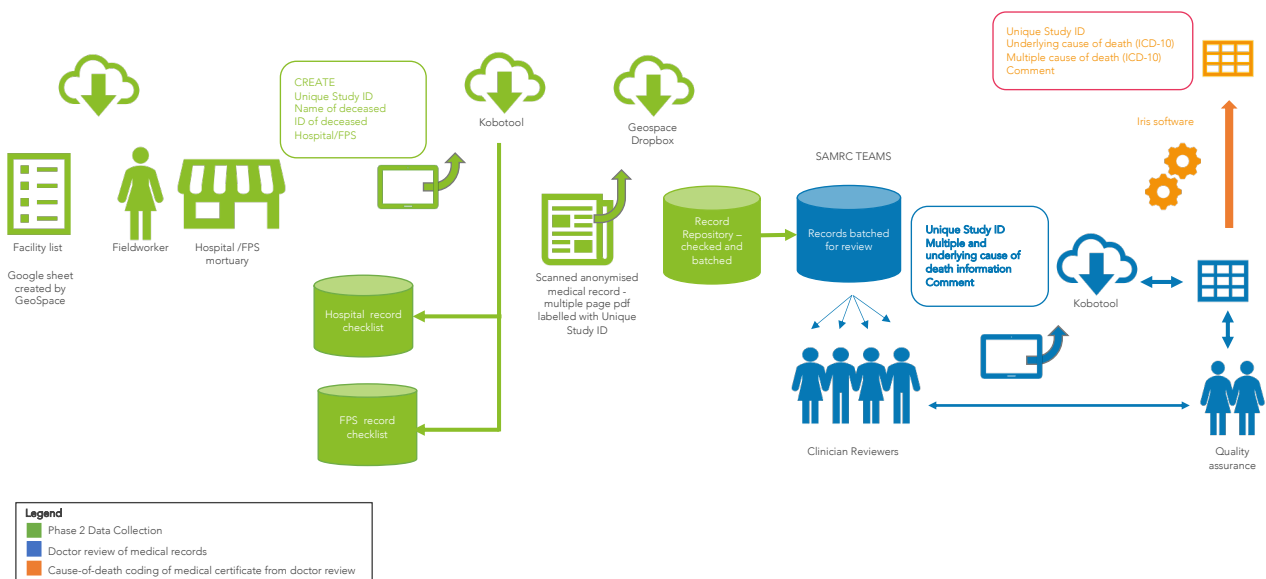 CREATE
Unique Study ID
Name of deceased
ID of deceased
Hospital/FPS
Kobotool
Geospace
Dropbox
Unique Study ID
Underlying cause of death (ICD-10)
Multiple cause of death (ICD-10)
Comment
Iris software
Facility list
Google sheet
created by
GeoSpace
Fieldworker
Hospital /FPS
mortuary
Hospital  record
checklist
FPS  record
checklist
Scanned anonymised
medical record -
multiple page pdf
labelled with Unique
Study ID
SAMRC TEAMS
Record
Repository –
checked and
batched
Records batched
for review
Unique Study ID
Multiple and
underlying cause of
death information
Comment
Kobotool
Clinician Reviewers
Quality
assurance
Legend
Phase 2 Data Collection
Doctor review of medical records
Cause-of-death coding of medical certificate from doctor review